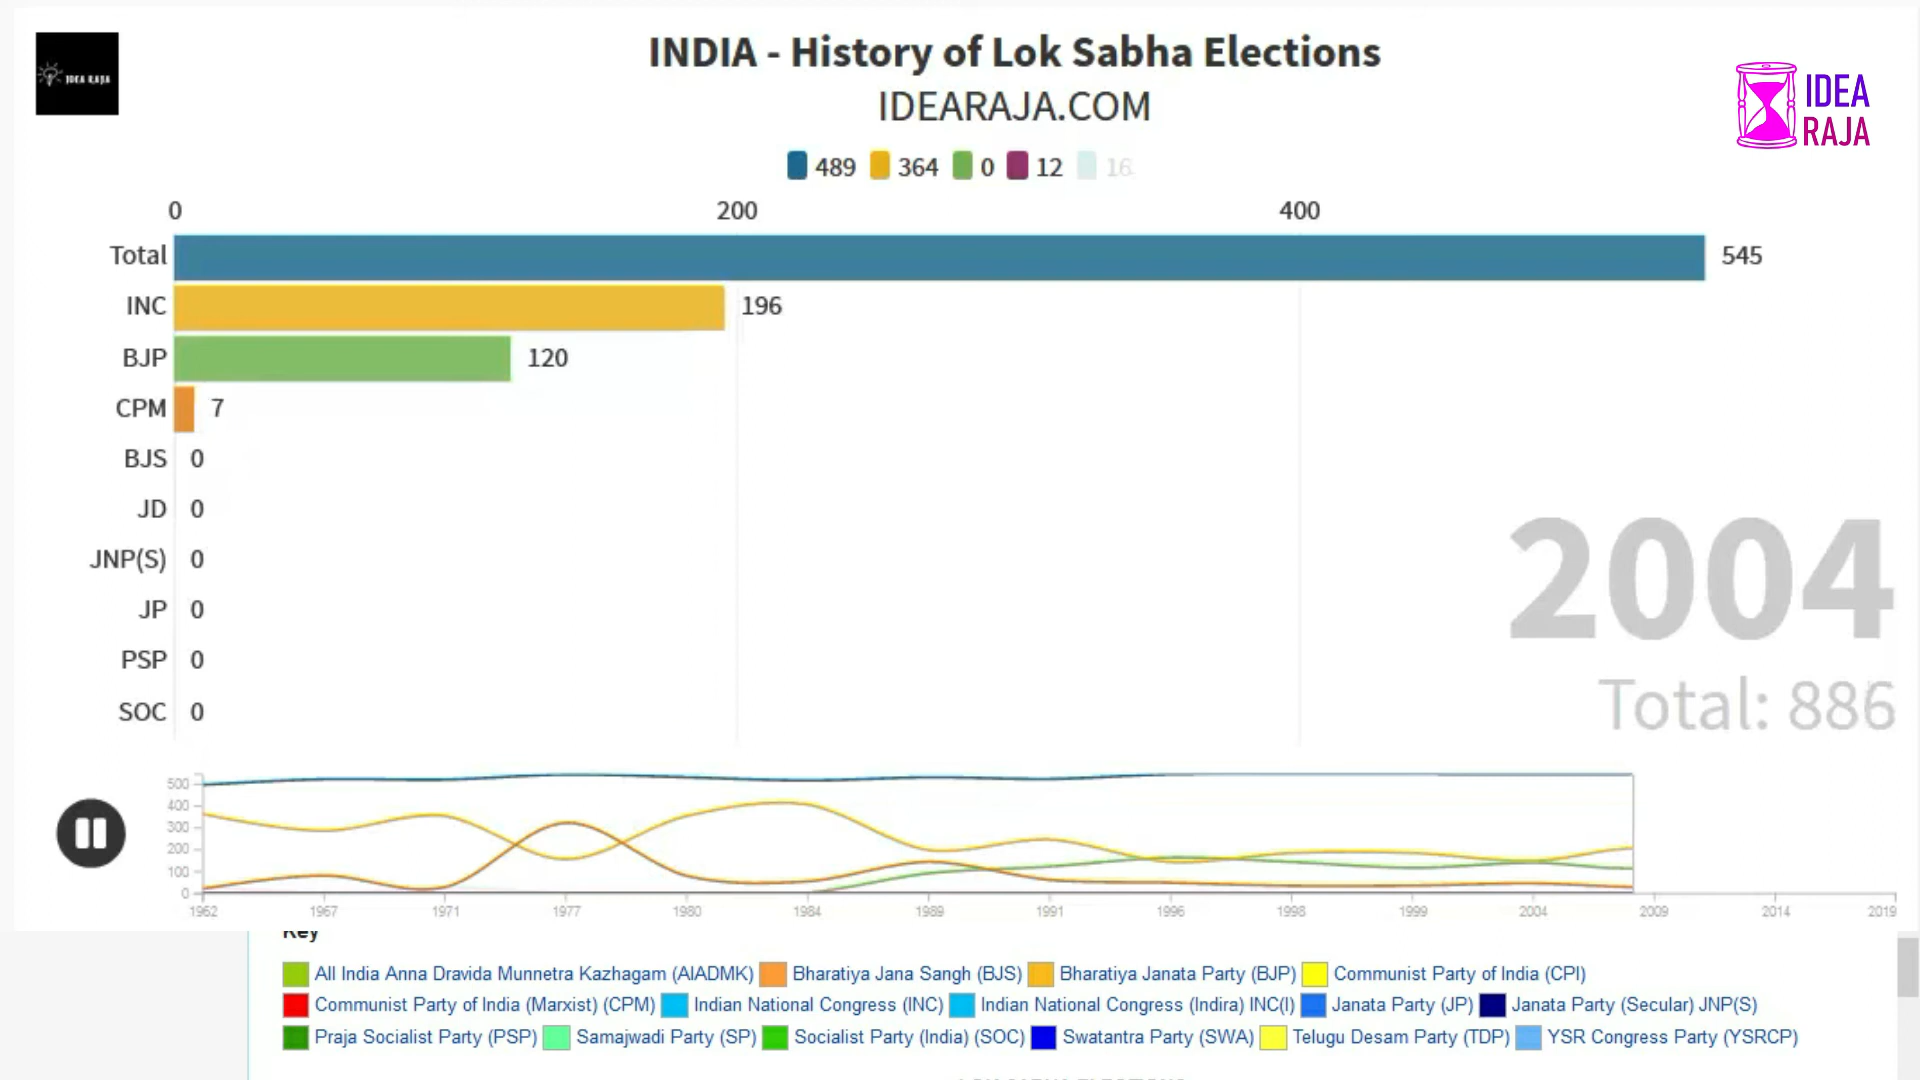 INDIA - History of Lok Sabha Elections
IDEARAJA.COM
IDEA RAJA
IDEA
RAJA
489 364 0 12 16
0 200 400
Total 545
INC 196
BJP 120
CPM 7
BJS 0
JD 0
JNP(S) 0
JP 0
PSP 0
SOC 0
2004
Total: 886
500
400
300
200
100
0
1962 1967 1971 1977 1980 1984 1989 1991 1996 1998 1999 2004 2009 2014 2019
Key
All India Anna Dravida Munnetra Kazhagam (AIADMK) Bharatiya Jana Sangh (BJS) Bharatiya Janata Party (BJP) Communist Party of India (CPI)
Communist Party of India (Marxist) (CPM) Indian National Congress (INC) Indian National Congress (Indira) INC(I) Janata Party (JP) Janata Party (Secular) JNP(S)
Praja Socialist Party (PSP) Samajwadi Party (SP) Socialist Party (India) (SOC) Swatantra Party (SWA) Telugu Desam Party (TDP) YSR Congress Party (YSRCP)